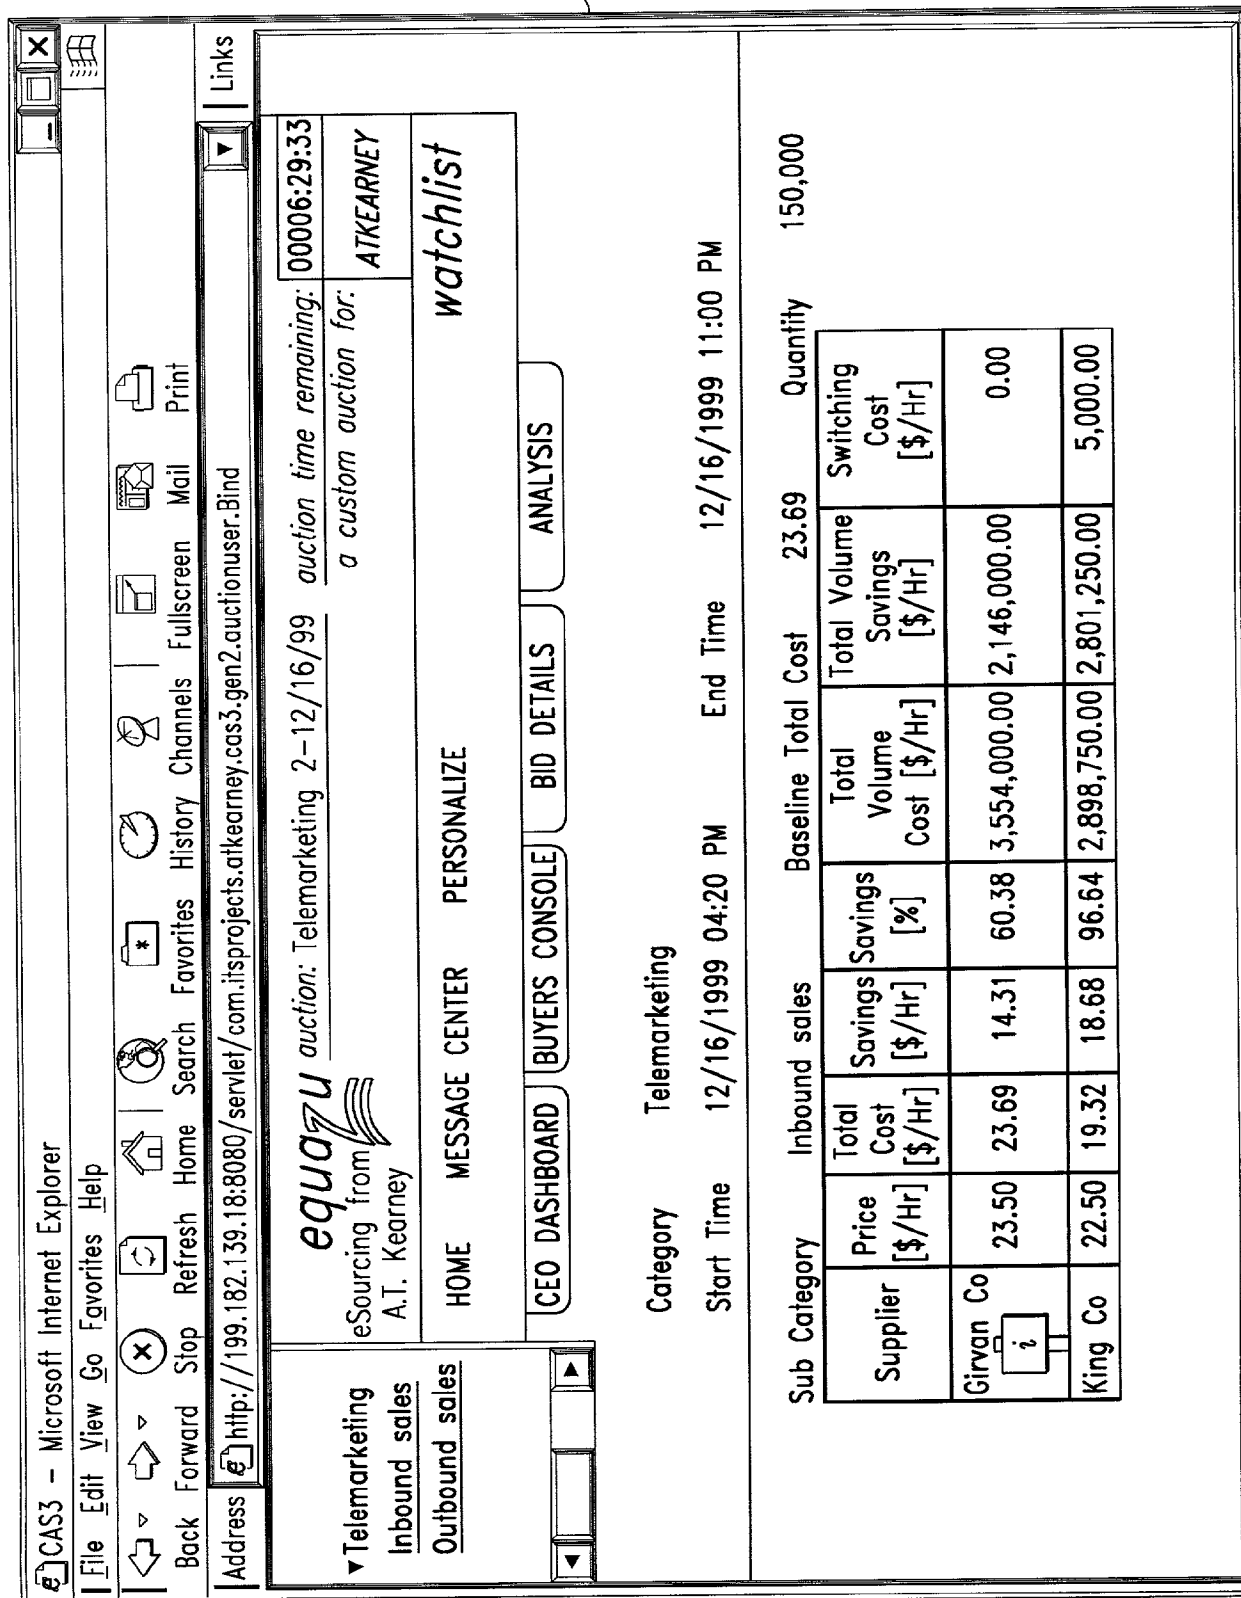 CAS3 – Microsoft Internet Explorer
File Edit View Go Favorites Help
Back Forward Stop Refresh Home Search Favorites History Channels Fullscreen Mail Print
Address http://199.182.139.18:8080/servlet/com.itsprojects.atkearney.cas3.gen2.auctionuser.Bind Links
▼Telemarketing
Inbound sales
Outbound sales
equazu auction: Telemarketing 2–12/16/99 auction time remaining: 00006:29:33
eSourcing from a custom auction for: ATKEARNEY
A.T. Kearney
HOME MESSAGE CENTER PERSONALIZE watchlist
CEO DASHBOARD BUYERS CONSOLE BID DETAILS ANALYSIS
Category Telemarketing
Start Time 12/16/1999 04:20 PM End Time 12/16/1999 11:00 PM
Sub Category Inbound sales Baseline Total Cost 23.69 Quantity 150,000
Supplier Price [$/Hr] Total Cost [$/Hr] Savings [$/Hr] Savings [%] Total Volume Cost [$/Hr] Total Volume Savings [$/Hr] Switching Cost [$/Hr]
Girvan Co i 23.50 23.69 14.31 60.38 3,554,000.00 2,146,000.00 0.00
King Co 22.50 19.32 18.68 96.64 2,898,750.00 2,801,250.00 5,000.00